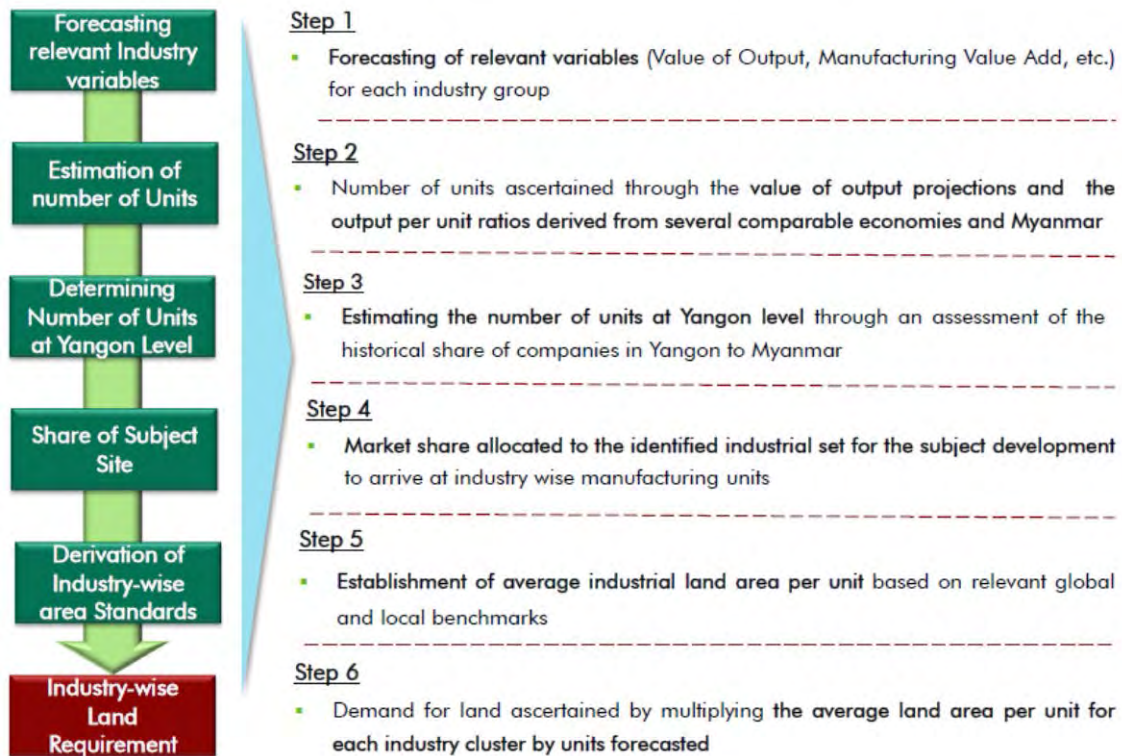 Forecasting
relevant Industry
variables
Estimation of
number of Units
Determining
Number of Units
at Yangon Level
Share of Subject
Site
Derivation of
Industry-wise
area Standards
Industry-wise
Land
Requirement
Step 1
▪ Forecasting of relevant variables (Value of Output, Manufacturing Value Add, etc.)
for each industry group
Step 2
▪ Number of units ascertained through the value of output projections and the
output per unit ratios derived from several comparable economies and Myanmar
Step 3
▪ Estimating the number of units at Yangon level through an assessment of the
historical share of companies in Yangon to Myanmar
Step 4
▪ Market share allocated to the identified industrial set for the subject development
to arrive at industry wise manufacturing units
Step 5
▪ Establishment of average industrial land area per unit based on relevant global
and local benchmarks
Step 6
▪ Demand for land ascertained by multiplying the average land area per unit for
each industry cluster by units forecasted